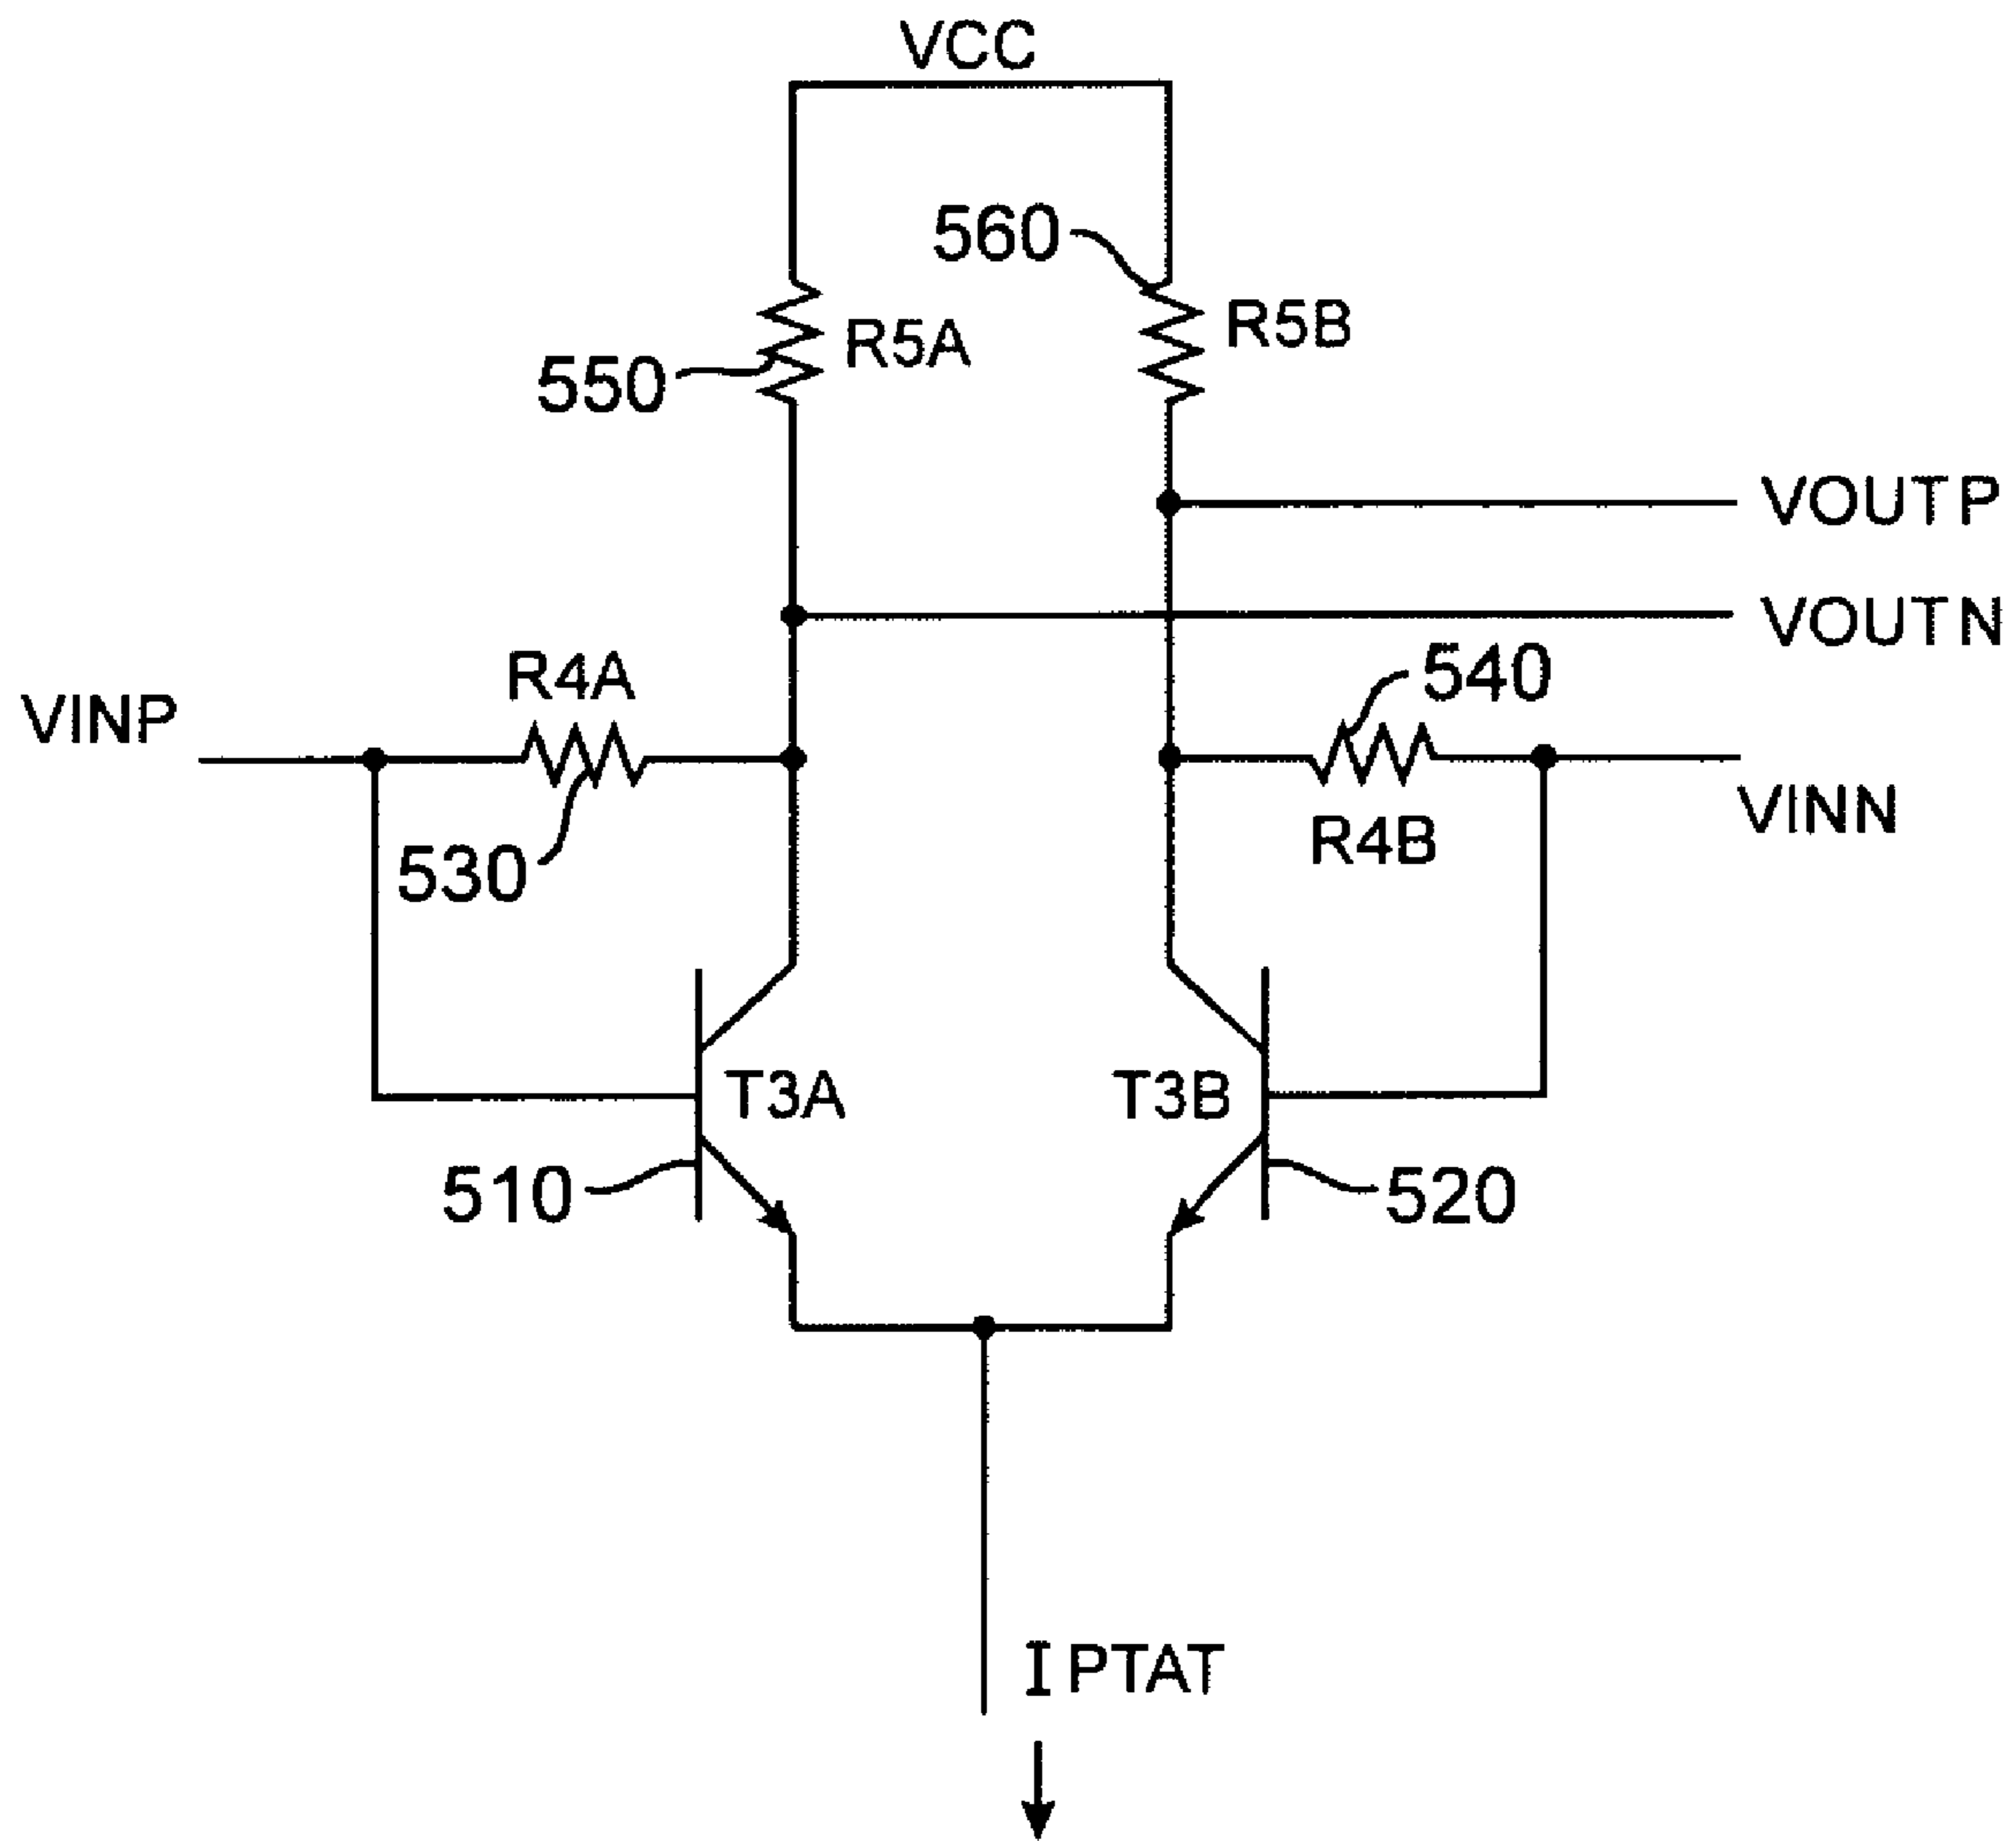 VCC
560
R5B
R5A
550
VOUTP
VOUTN
R4A
540
VINP
VINN
R4B
530
T3A
T3B
510
520
I PTAT